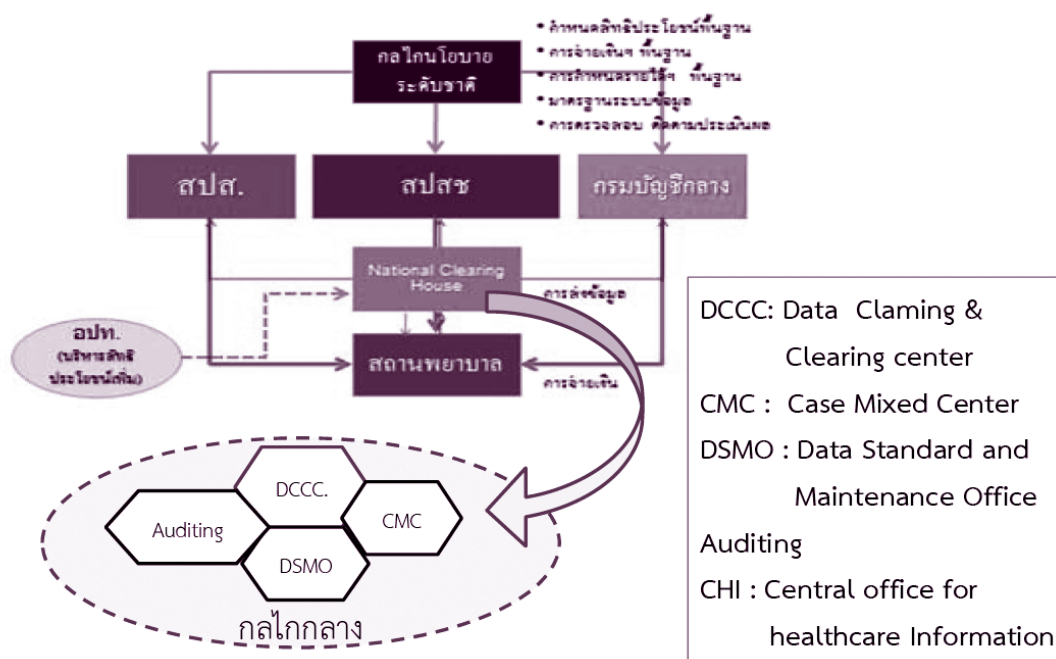 กลไกนโยบาย
ระดับชาติ
• กำหนดสิทธิประโยชน์พื้นฐาน
• การจ่ายเงินฯ พื้นฐาน
• การกำหนดรายได้ฯ พื้นฐาน
• มาตรฐานระบบข้อมูล
• การตรวจสอบ ติดตามประเมินผล
สปส.
สปสช
กรมบัญชีกลาง
National Clearing
House
การส่งข้อมูล
อปท.
(บริหารสิทธิ
ประโยชน์เพิ่ม)
สถานพยาบาล
การจ่ายเงิน
DCCC.
Auditing
CMC
DSMO
กลไกกลาง
DCCC: Data Claming &
Clearing center
CMC : Case Mixed Center
DSMO : Data Standard and
Maintenance Office
Auditing
CHI : Central office for
healthcare Information